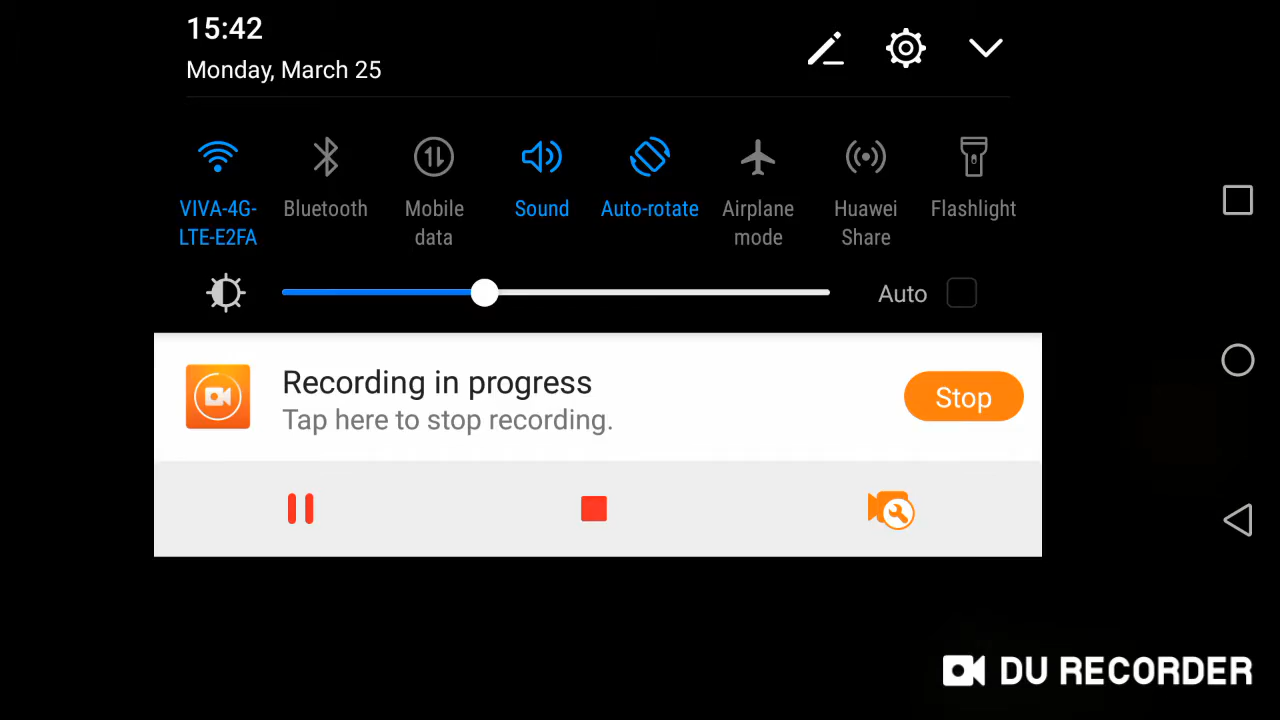 15:42
Monday, March 25
VIVA-4G-
LTE-E2FA
Bluetooth
Mobile
data
Sound
Auto-rotate
Airplane
mode
Huawei
Share
Flashlight
Auto
Recording in progress
Tap here to stop recording.
Stop
DU RECORDER